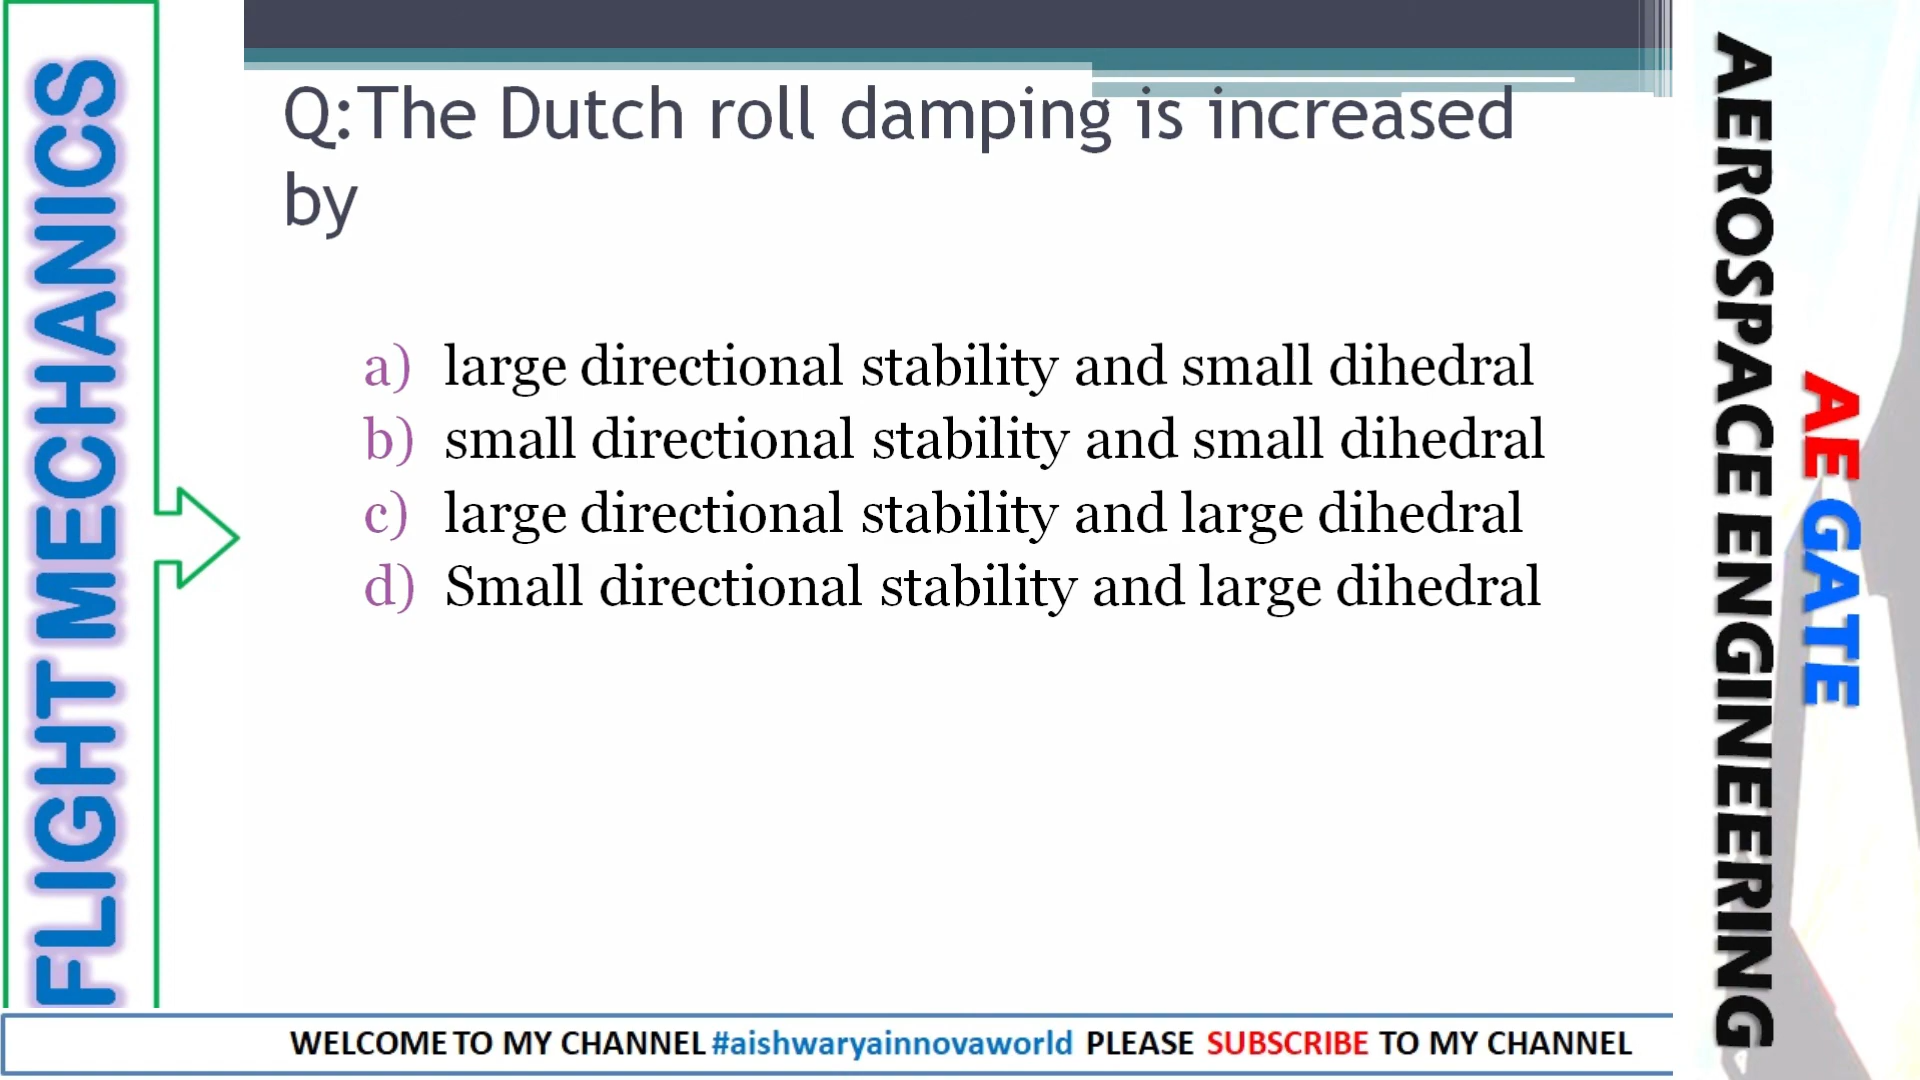 FLIGHT MECHANICS
Q:The Dutch roll damping is increased
by
a) large directional stability and small dihedral
b) small directional stability and small dihedral
c) large directional stability and large dihedral
d) Small directional stability and large dihedral
AEROSPACE ENGINEERING
AE GATE
WELCOME TO MY CHANNEL #aishwaryainnovaworld PLEASE SUBSCRIBE TO MY CHANNEL